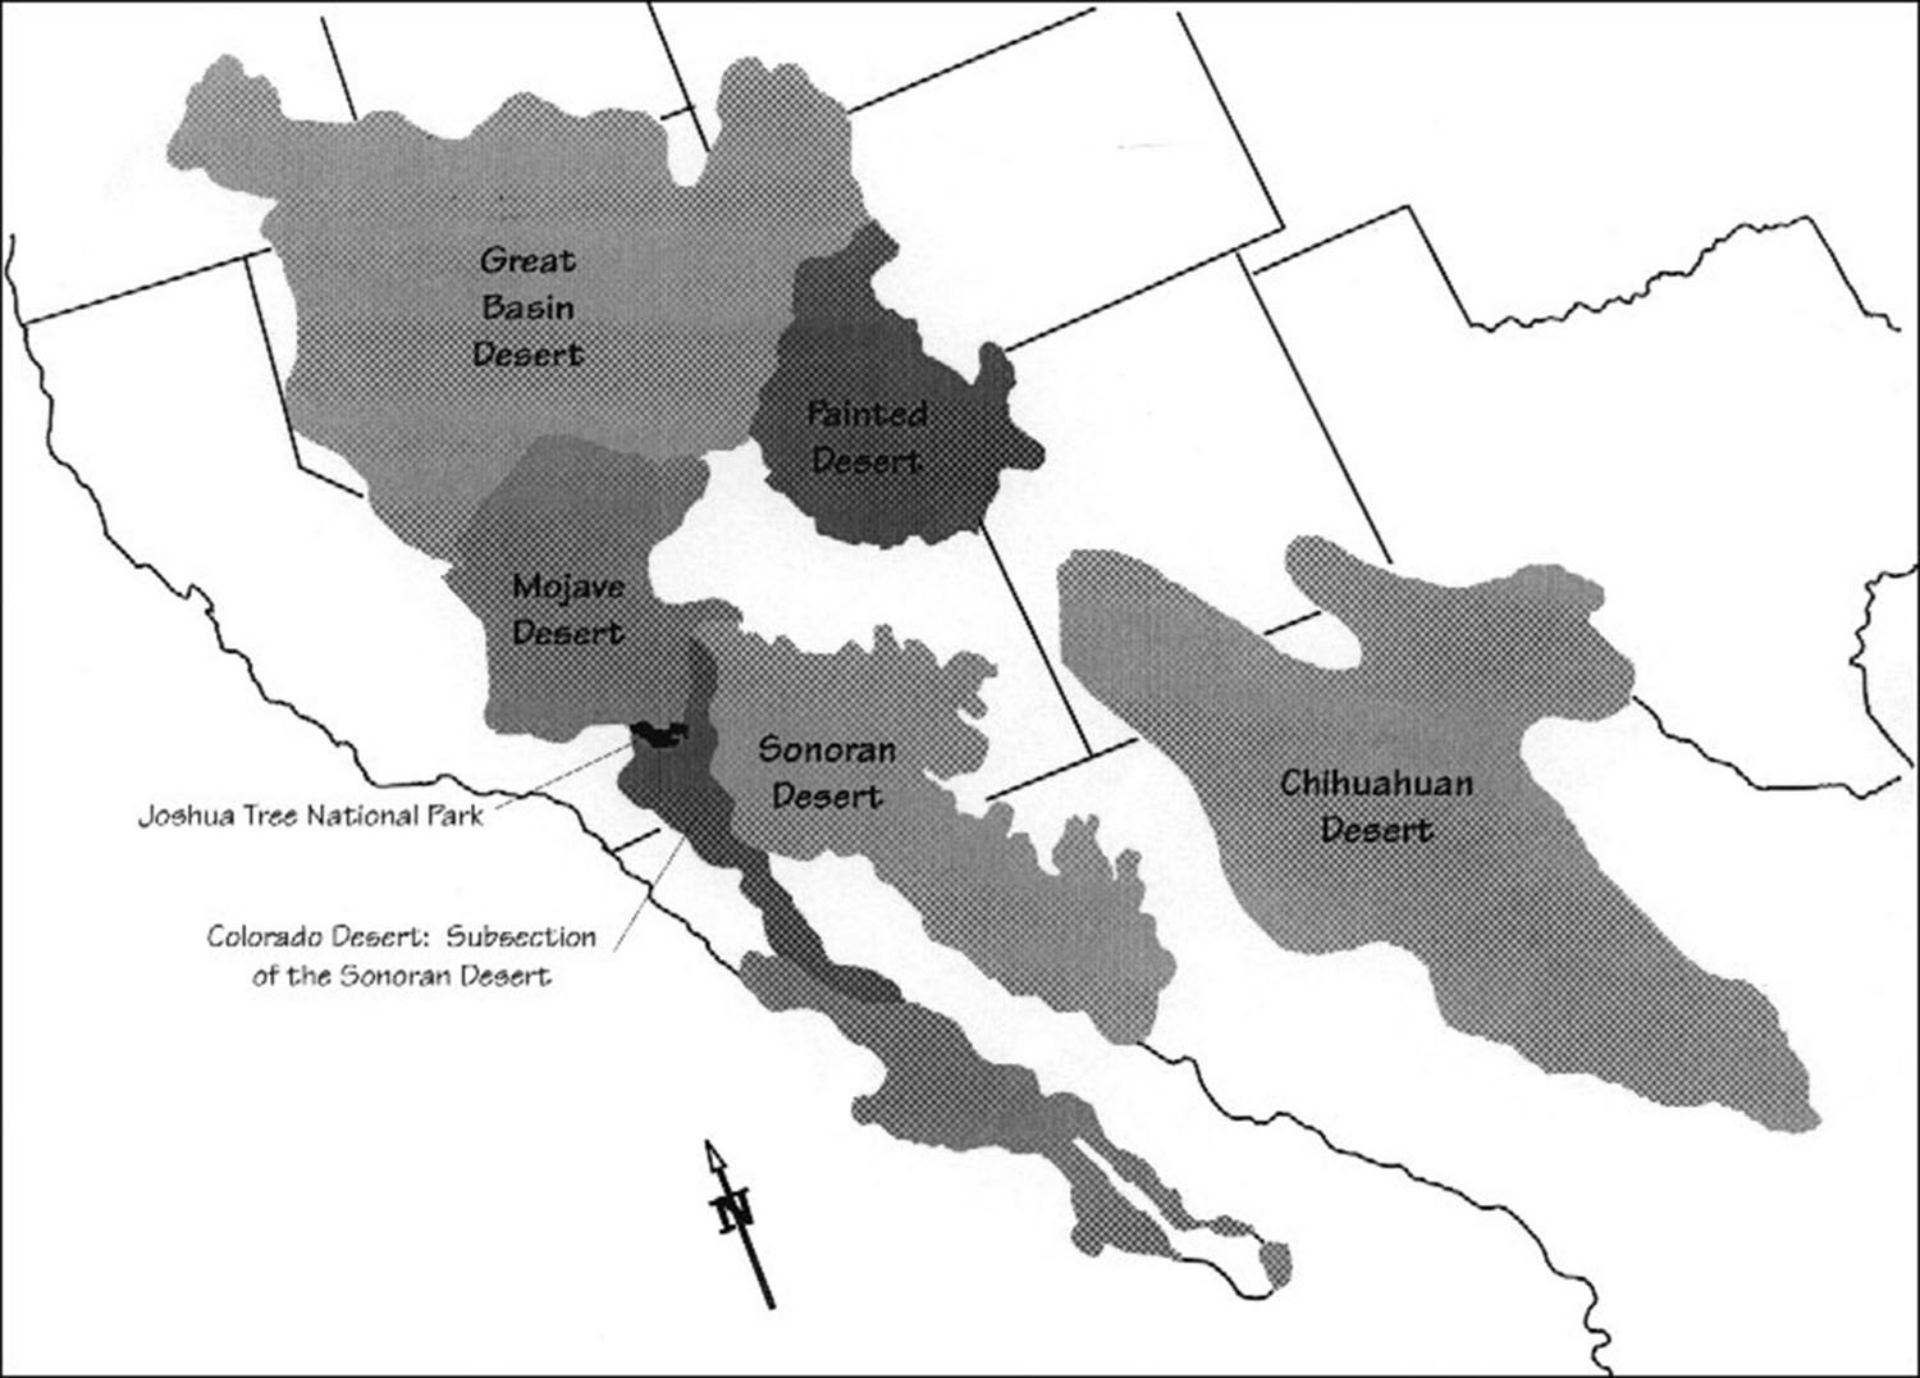 Great
Basin
Desert
Painted
Desert
Mojave
Desert
Sonoran
Desert
Chihuahuan
Desert
Joshua Tree National Park
Colorado Desert: Subsection
of the Sonoran Desert
N